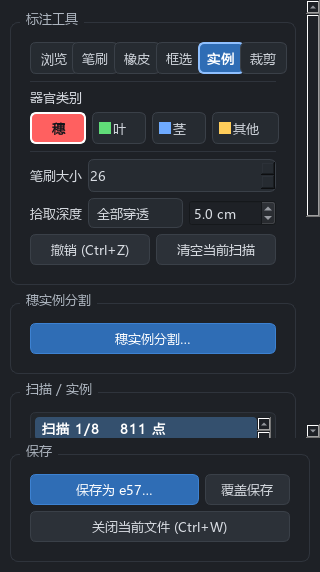 标注工具
浏览 笔刷 橡皮 框选 实例 裁剪
器官类别
穗 叶 茎 其他
笔刷大小 26
拾取深度 全部穿透 5.0 cm
撤销 (Ctrl+Z) 清空当前扫描
穗实例分割
穗实例分割...
扫描 / 实例
扫描 1/8 811 点
保存
保存为 e57... 覆盖保存
关闭当前文件 (Ctrl+W)